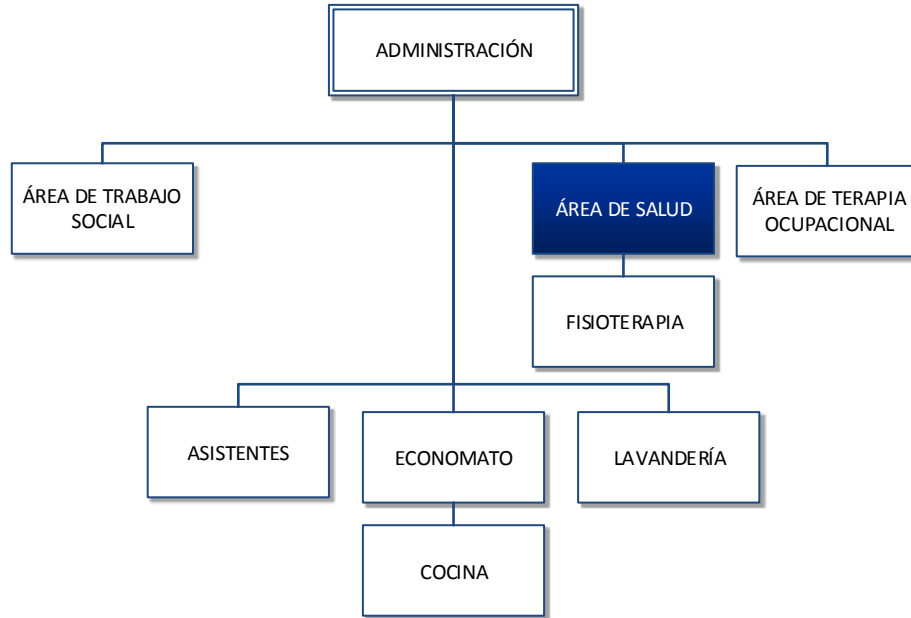 ADMINISTRACIÓN
ÁREA DE TRABAJO
SOCIAL
ÁREA DE SALUD
ÁREA DE TERAPIA
OCUPACIONAL
FISIOTERAPIA
ASISTENTES
ECONOMATO
LAVANDERÍA
COCINA